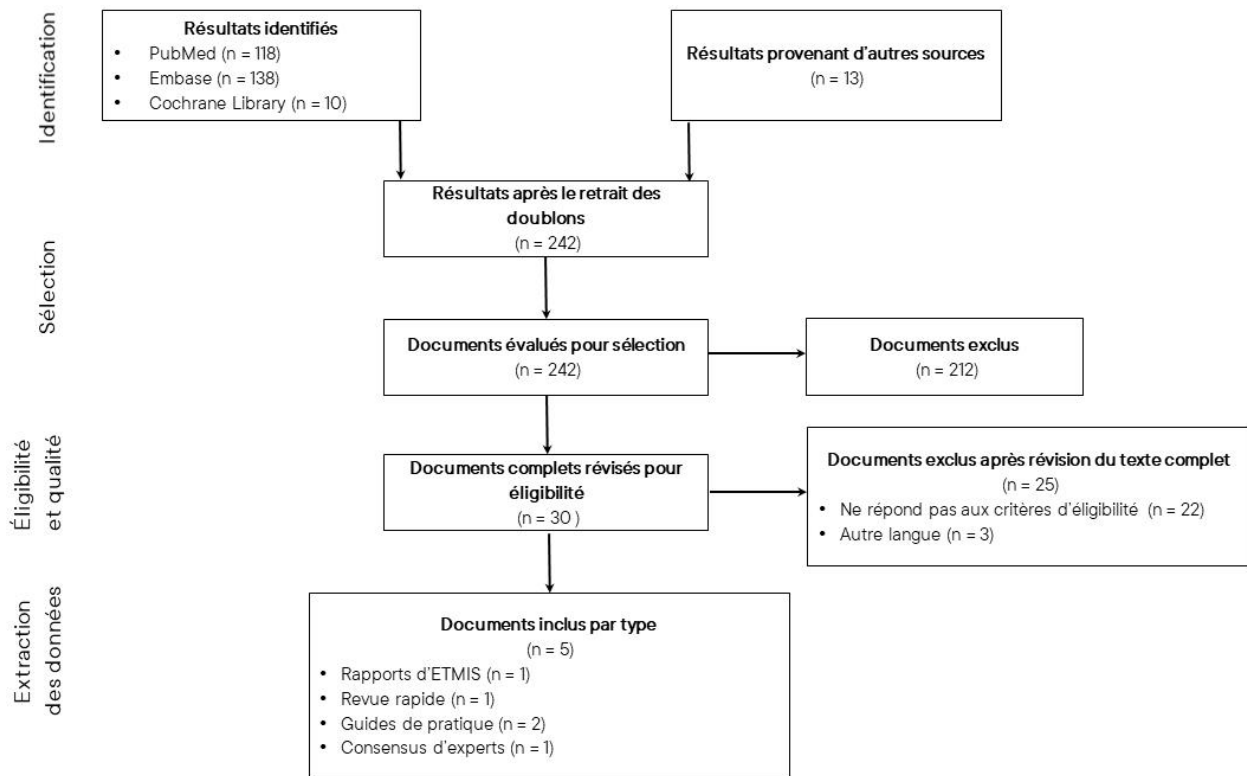 Identification
Résultats identifiés
• PubMed (n = 118)
• Embase (n = 138)
• Cochrane Library (n = 10)
Résultats provenant d'autres sources
(n = 13)
Sélection
Résultats après le retrait des
doublons
(n = 242)
Documents évalués pour sélection
(n = 242)
Documents exclus
(n = 212)
Éligibilité
et qualité
Documents complets révisés pour
éligibilité
(n = 30 )
Documents exclus après révision du texte complet
(n = 25)
• Ne répond pas aux critères d'éligibilité (n = 22)
• Autre langue (n = 3)
Extraction
des données
Documents inclus par type
(n = 5)
• Rapports d'ETMIS (n = 1)
• Revue rapide (n = 1)
• Guides de pratique (n = 2)
• Consensus d'experts (n = 1)